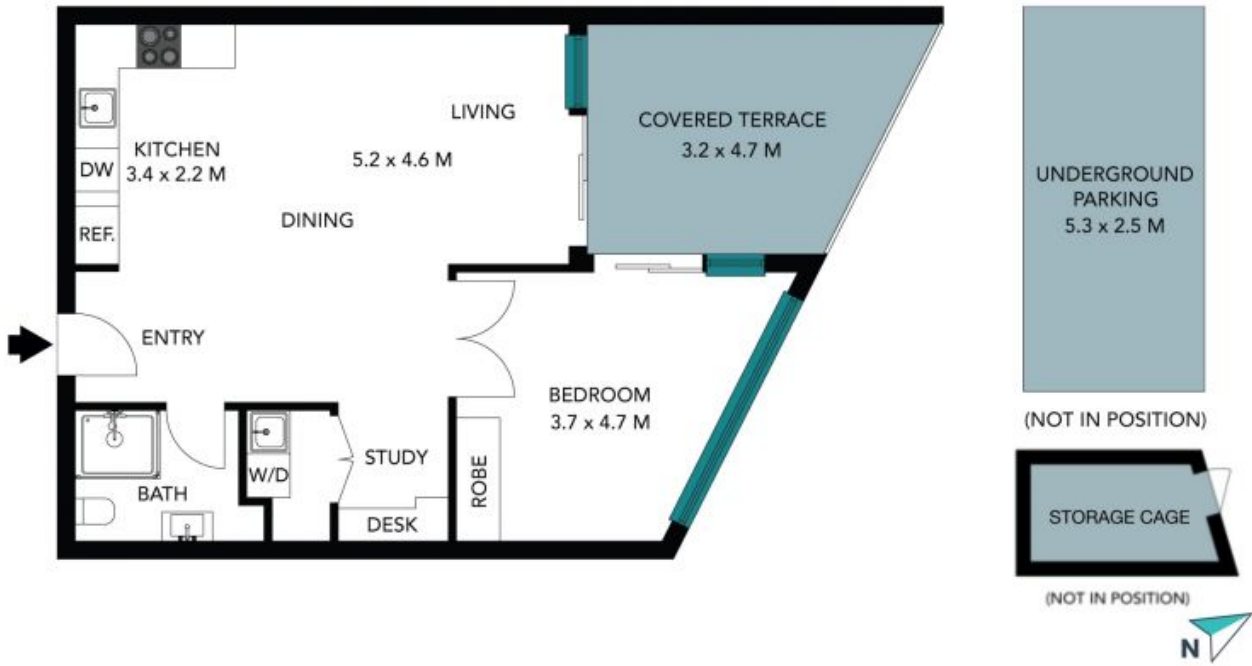 KITCHEN
3.4 x 2.2 M
DW
REF.
LIVING
5.2 x 4.6 M
DINING
COVERED TERRACE
3.2 x 4.7 M
ENTRY
BATH
W/D
STUDY
DESK
ROBE
BEDROOM
3.7 x 4.7 M
UNDERGROUND
PARKING
5.3 x 2.5 M
(NOT IN POSITION)
STORAGE CAGE
(NOT IN POSITION)
N